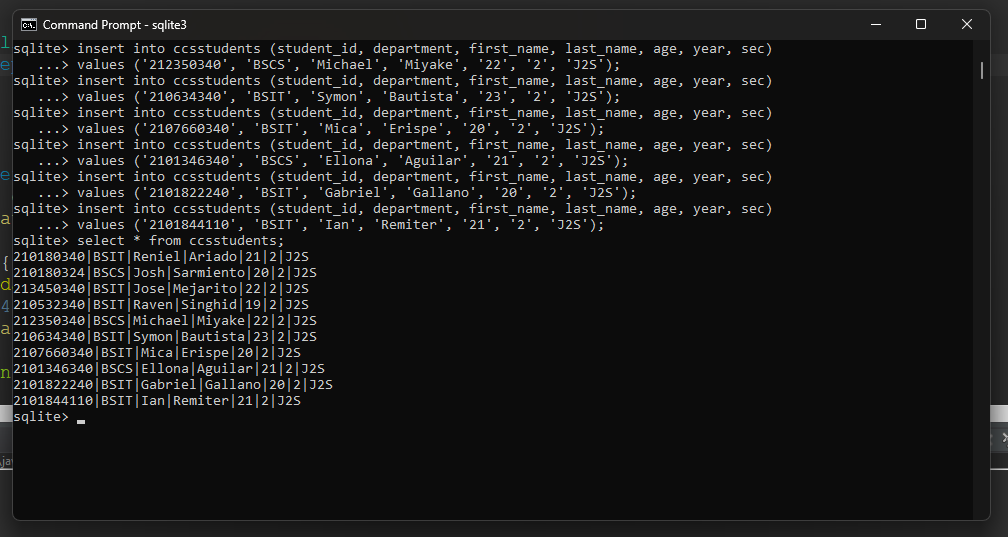 Command Prompt - sqlite3
sqlite> insert into ccsstudents (student_id, department, first_name, last_name, age, year, sec)
...> values ('212350340', 'BSCS', 'Michael', 'Miyake', '22', '2', 'J2S');
sqlite> insert into ccsstudents (student_id, department, first_name, last_name, age, year, sec)
...> values ('210634340', 'BSIT', 'Symon', 'Bautista', '23', '2', 'J2S');
sqlite> insert into ccsstudents (student_id, department, first_name, last_name, age, year, sec)
...> values ('2107660340', 'BSIT', 'Mica', 'Erispe', '20', '2', 'J2S');
sqlite> insert into ccsstudents (student_id, department, first_name, last_name, age, year, sec)
...> values ('2101346340', 'BSCS', 'Ellona', 'Aguilar', '21', '2', 'J2S');
sqlite> insert into ccsstudents (student_id, department, first_name, last_name, age, year, sec)
...> values ('2101822240', 'BSIT', 'Gabriel', 'Gallano', '20', '2', 'J2S');
sqlite> insert into ccsstudents (student_id, department, first_name, last_name, age, year, sec)
...> values ('2101844110', 'BSIT', 'Ian', 'Remiter', '21', '2', 'J2S');
sqlite> select * from ccsstudents;
210180340|BSIT|Reniel|Ariado|21|2|J2S
210180324|BSCS|Josh|Sarmiento|20|2|J2S
213450340|BSIT|Jose|Mejarito|22|2|J2S
210532340|BSIT|Raven|Singhid|19|2|J2S
212350340|BSCS|Michael|Miyake|22|2|J2S
210634340|BSIT|Symon|Bautista|23|2|J2S
2107660340|BSIT|Mica|Erispe|20|2|J2S
2101346340|BSCS|Ellona|Aguilar|21|2|J2S
2101822240|BSIT|Gabriel|Gallano|20|2|J2S
2101844110|BSIT|Ian|Remiter|21|2|J2S
sqlite>